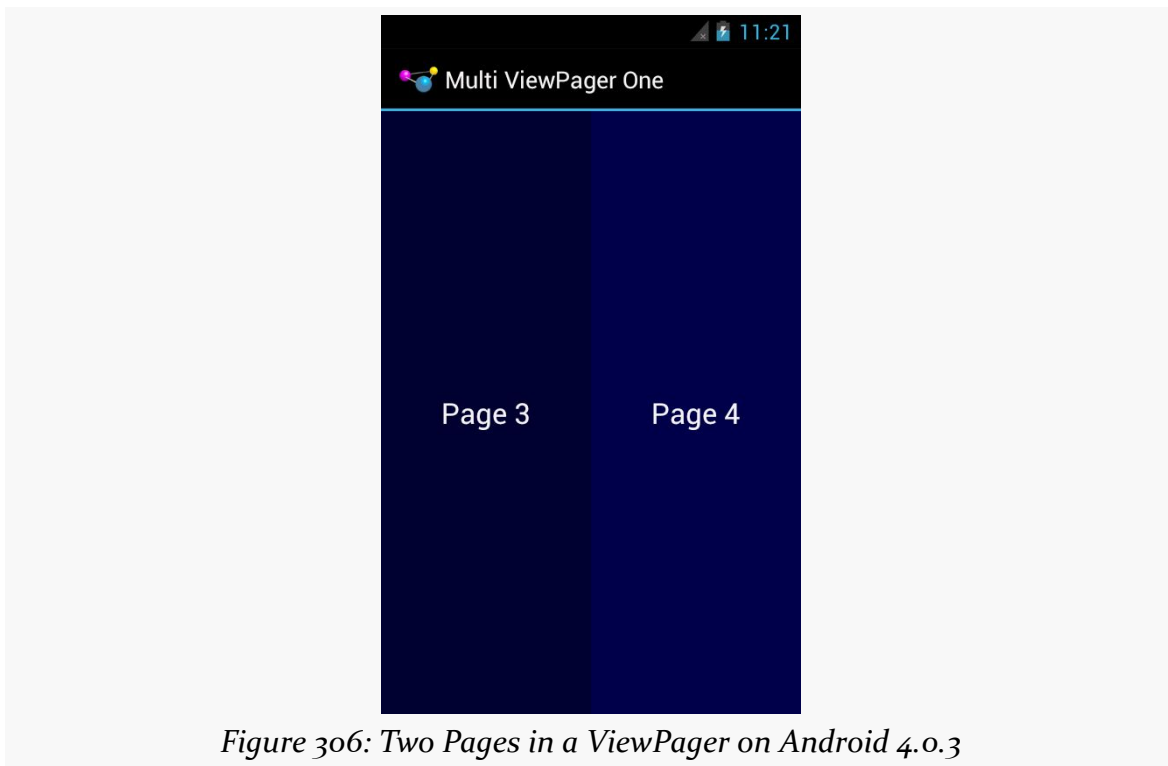 11:21
Multi ViewPager One
Page 3 Page 4
Figure 306: Two Pages in a ViewPager on Android 4.0.3